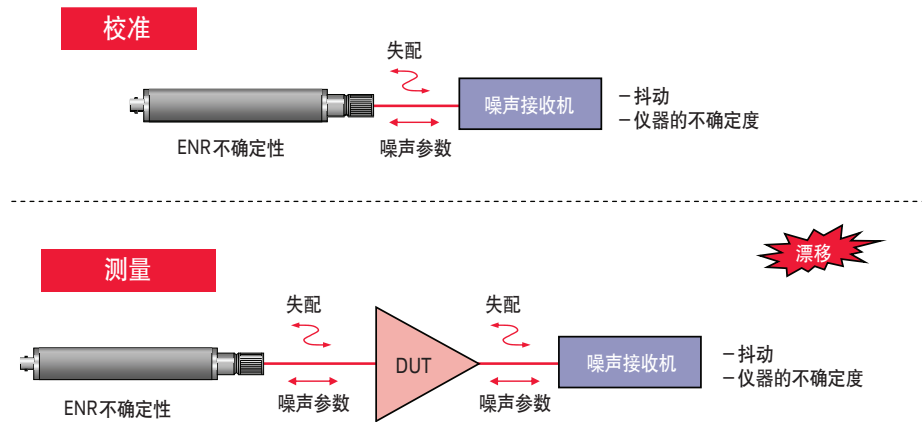 校准
失配
噪声接收机
－抖动
－仪器的不确定度
ENR不确定性
噪声参数
漂移
测量
失配
失配
DUT
噪声接收机
－抖动
－仪器的不确定度
噪声参数
噪声参数
ENR不确定性